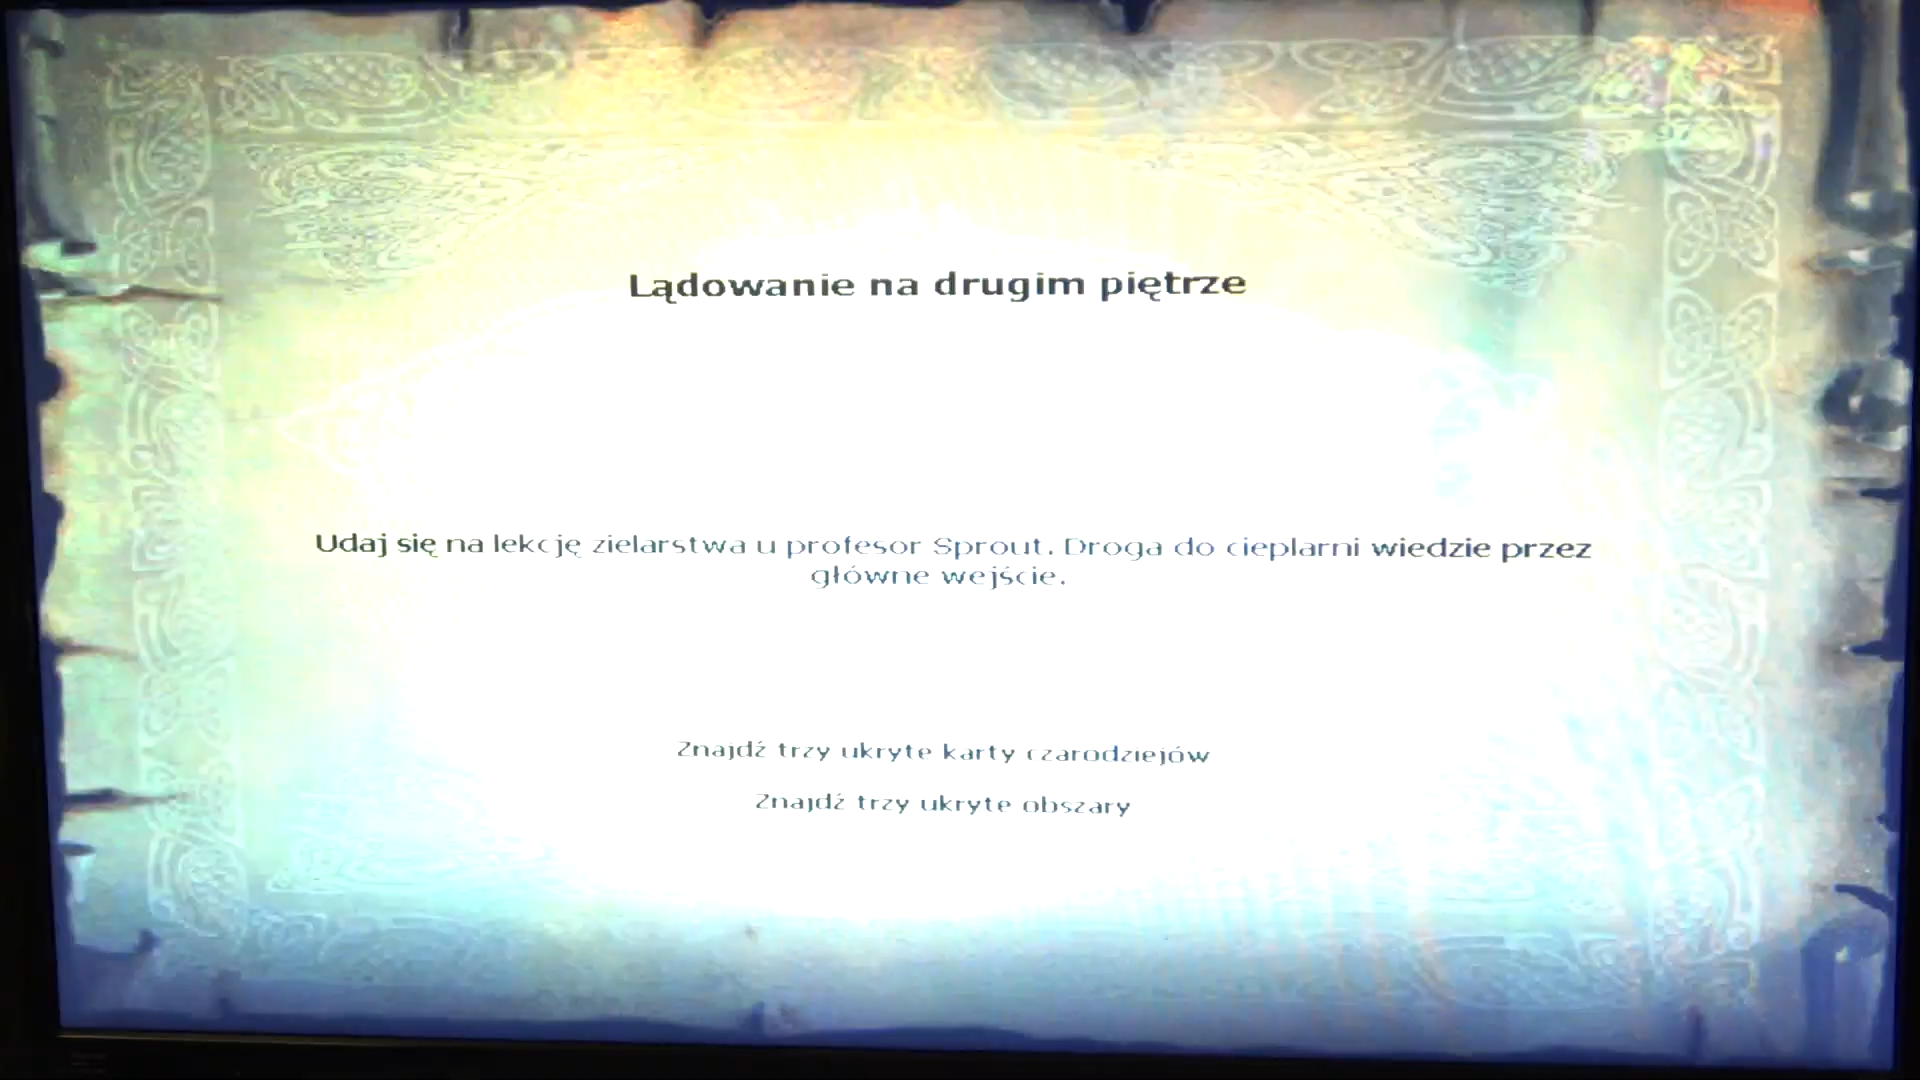 Lądowanie na drugim piętrze
Udaj się na lekcję zielarstwa u profesor Sprout. Droga do cieplarni wiedzie przez
główne wejście.
Znajdź trzy ukryte karty czarodziejów
Znajdź trzy ukryte obszary